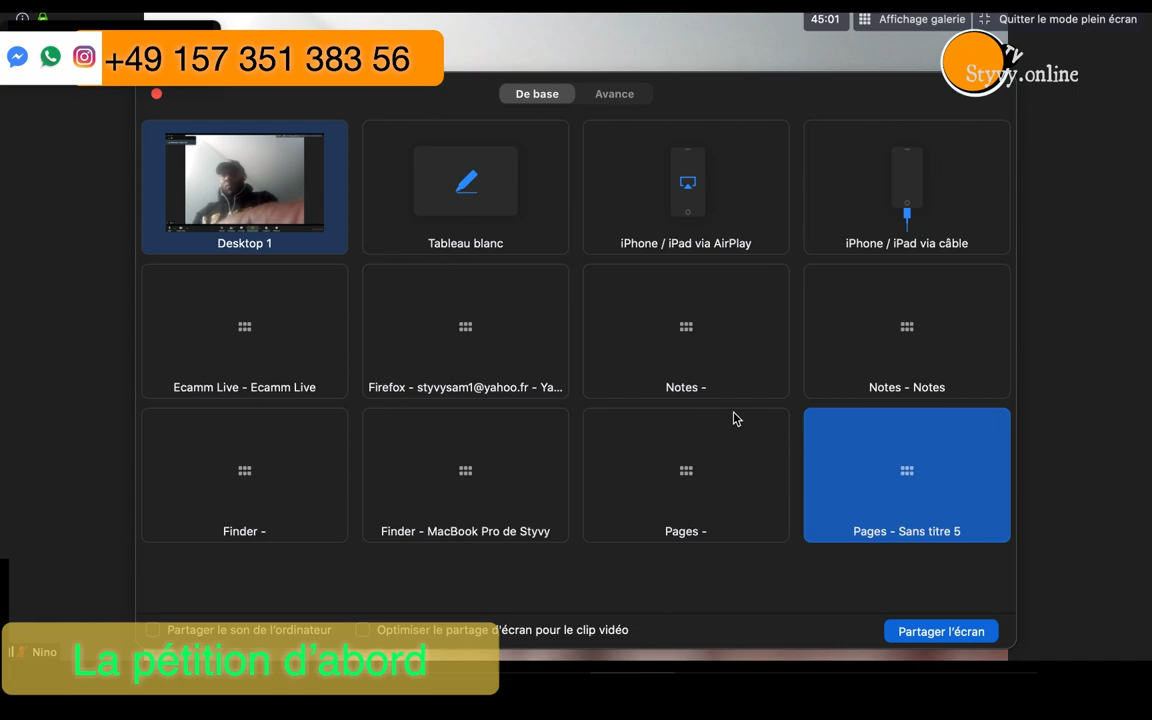 45:01
Affichage galerie
Quitter le mode plein écran
+49 157 351 383 56
TV
Styvy.online
De base
Avance
Desktop 1
Tableau blanc
iPhone / iPad via AirPlay
iPhone / iPad via câble
Ecamm Live - Ecamm Live
Firefox - styvysam1@yahoo.fr - Ya...
Notes -
Notes - Notes
Finder -
Finder - MacBook Pro de Styvy
Pages -
Pages - Sans titre 5
Partager le son de l'ordinateur
Optimiser le partage d'écran pour le clip vidéo
Partager l'écran
Nino
La pétition d'abord